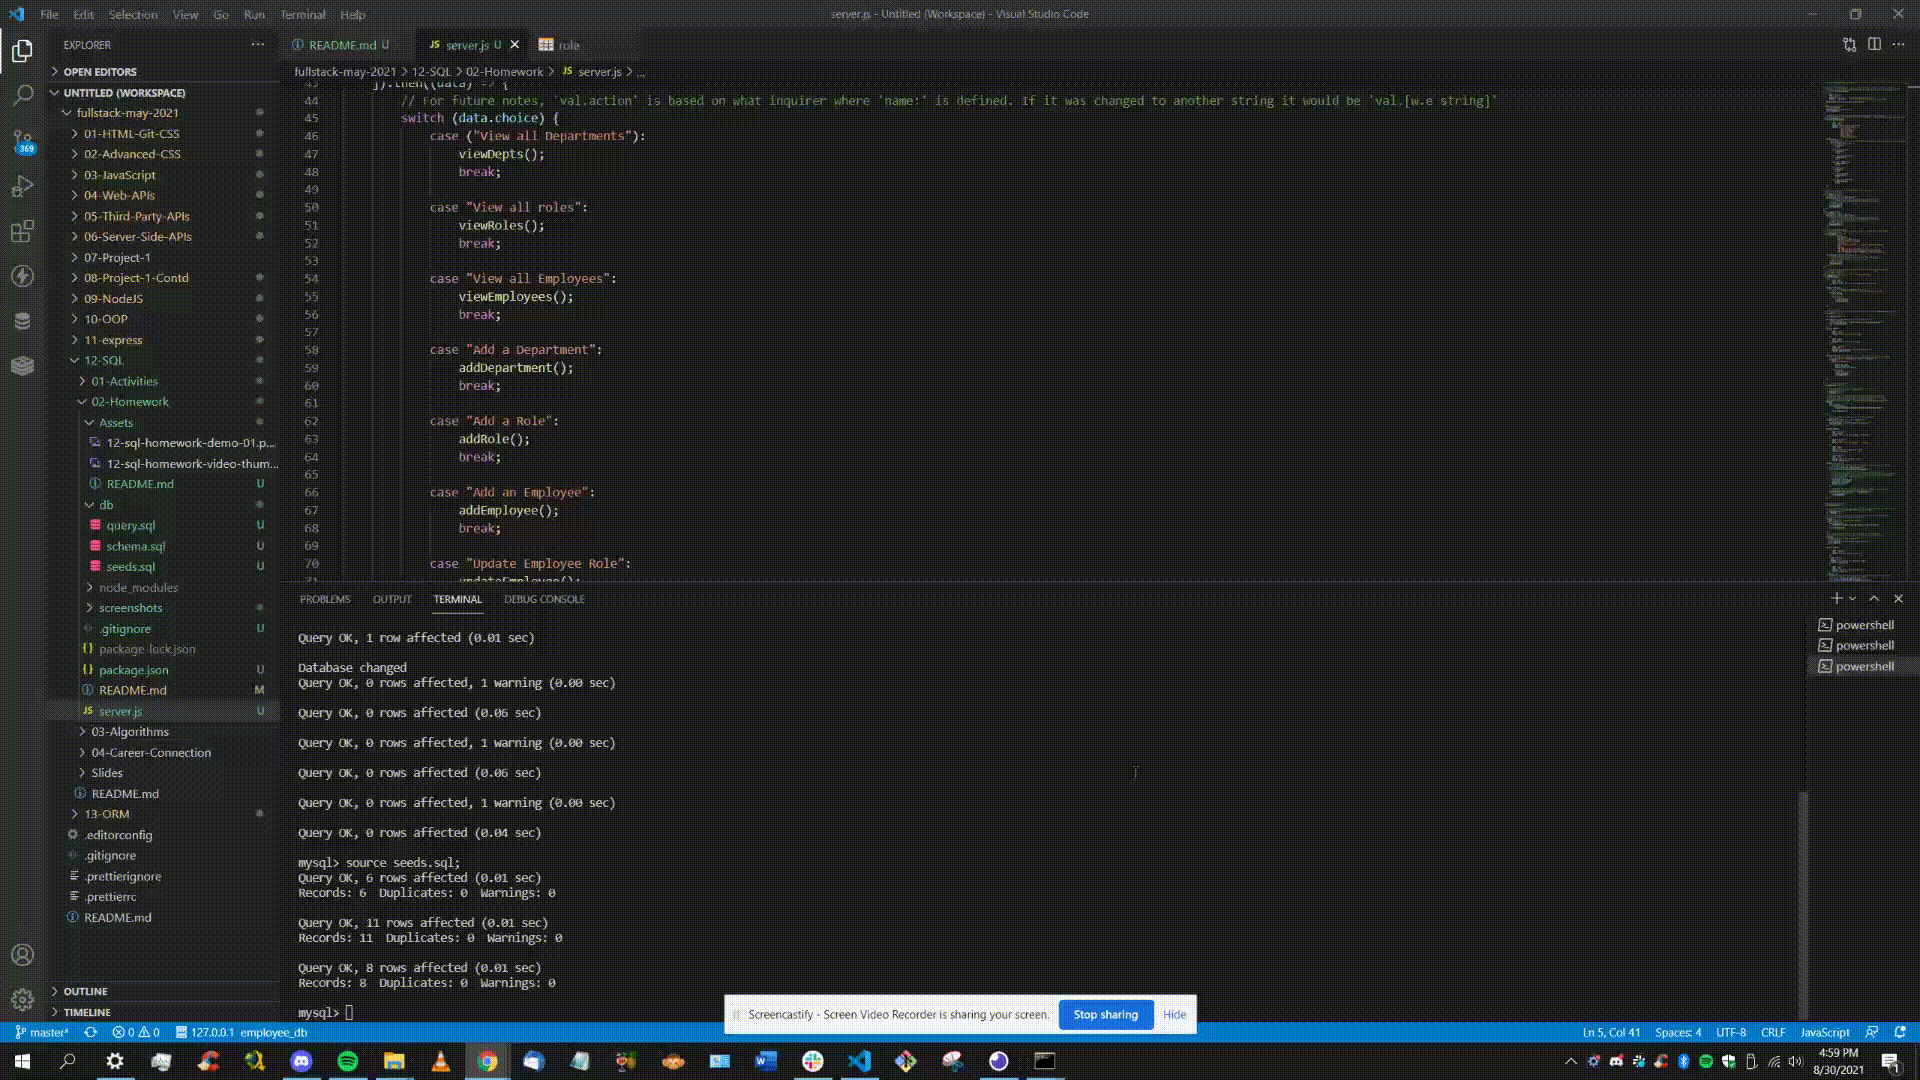 File Edit Selection View Go Run Terminal Help
server.js - Untitled (Workspace) - Visual Studio Code
EXPLORER
README.md U
JS server.js U
role
fullstack-may-2021 > 12-SQL > 02-Homework > JS server.js > ...
OPEN EDITORS
UNTITLED (WORKSPACE)
fullstack-may-2021
01-HTML-Git-CSS
02-Advanced-CSS
369
03-JavaScript
04-Web-APIs
05-Third-Party-APIs
06-Server-Side-APIs
07-Project-1
08-Project-1-Contd
09-NodeJS
10-OOP
11-express
12-SQL
01-Activities
02-Homework
Assets
12-sql-homework-demo-01.p...
12-sql-homework-video-thum...
README.md U
db
query.sql U
schema.sql U
seeds.sql U
node_modules
screenshots
.gitignore U
package-lock.json
package.json U
README.md M
JS server.js U
03-Algorithms
04-Career-Connection
Slides
README.md
13-ORM
.editorconfig
.gitignore
.prettierignore
.prettierrc
README.md
OUTLINE
TIMELINE
43 ]).then((data) => {
44 // For future notes, `val.action` is based on what inquirer where 'name:' is defined. If it was changed to another string it would be `val.[w.e string]`
45 switch (data.choice) {
46 case ("View all Departments"):
47 viewDepts();
48 break;
49
50 case "View all roles":
51 viewRoles();
52 break;
53
54 case "View all Employees":
55 viewEmployees();
56 break;
57
58 case "Add a Department":
59 addDepartment();
60 break;
61
62 case "Add a Role":
63 addRole();
64 break;
65
66 case "Add an Employee":
67 addEmployee();
68 break;
69
70 case "Update Employee Role":
71 updateEmployee();
PROBLEMS OUTPUT TERMINAL DEBUG CONSOLE
powershell
powershell
powershell
Query OK, 1 row affected (0.01 sec)
Database changed
Query OK, 0 rows affected, 1 warning (0.00 sec)
Query OK, 0 rows affected (0.06 sec)
Query OK, 0 rows affected, 1 warning (0.00 sec)
Query OK, 0 rows affected (0.06 sec)
Query OK, 0 rows affected, 1 warning (0.00 sec)
Query OK, 0 rows affected (0.04 sec)
mysql> source seeds.sql;
Query OK, 6 rows affected (0.01 sec)
Records: 6 Duplicates: 0 Warnings: 0
Query OK, 11 rows affected (0.01 sec)
Records: 11 Duplicates: 0 Warnings: 0
Query OK, 8 rows affected (0.01 sec)
Records: 8 Duplicates: 0 Warnings: 0
mysql>
Screencastify - Screen Video Recorder is sharing your screen. Stop sharing Hide
master* 0 0 127.0.0.1 employee_db
Ln 5, Col 41 Spaces: 4 UTF-8 CRLF JavaScript
4:59 PM
8/30/2021
1